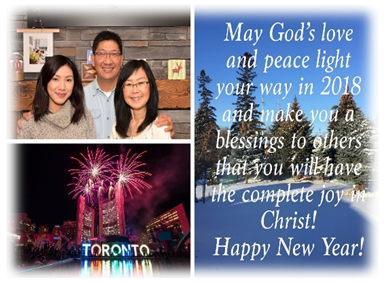 May God's love
and peace light
your way in 2018
and make you a
blessings to others
that you will have
the complete joy in
Christ!
Happy New Year!
TORONTO